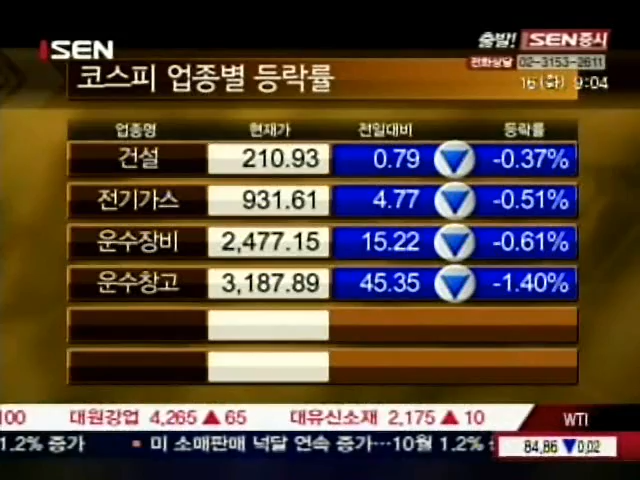 SEN
출발! SEN증시
전화상담 02-3153-2611
16(화) 9:04
코스피 업종별 등락률
업종명 현재가 전일대비 등락률
건설 210.93 0.79 ▼ -0.37%
전기가스 931.61 4.77 ▼ -0.51%
운수장비 2,477.15 15.22 ▼ -0.61%
운수창고 3,187.89 45.35 ▼ -1.40%
100 대원강업 4,265 ▲ 65 대유신소재 2,175 ▲ 10 WTI
1.2% 증가 • 미 소매판매 넉달 연속 증가…10월 1.2% 84.86 ▼0.02